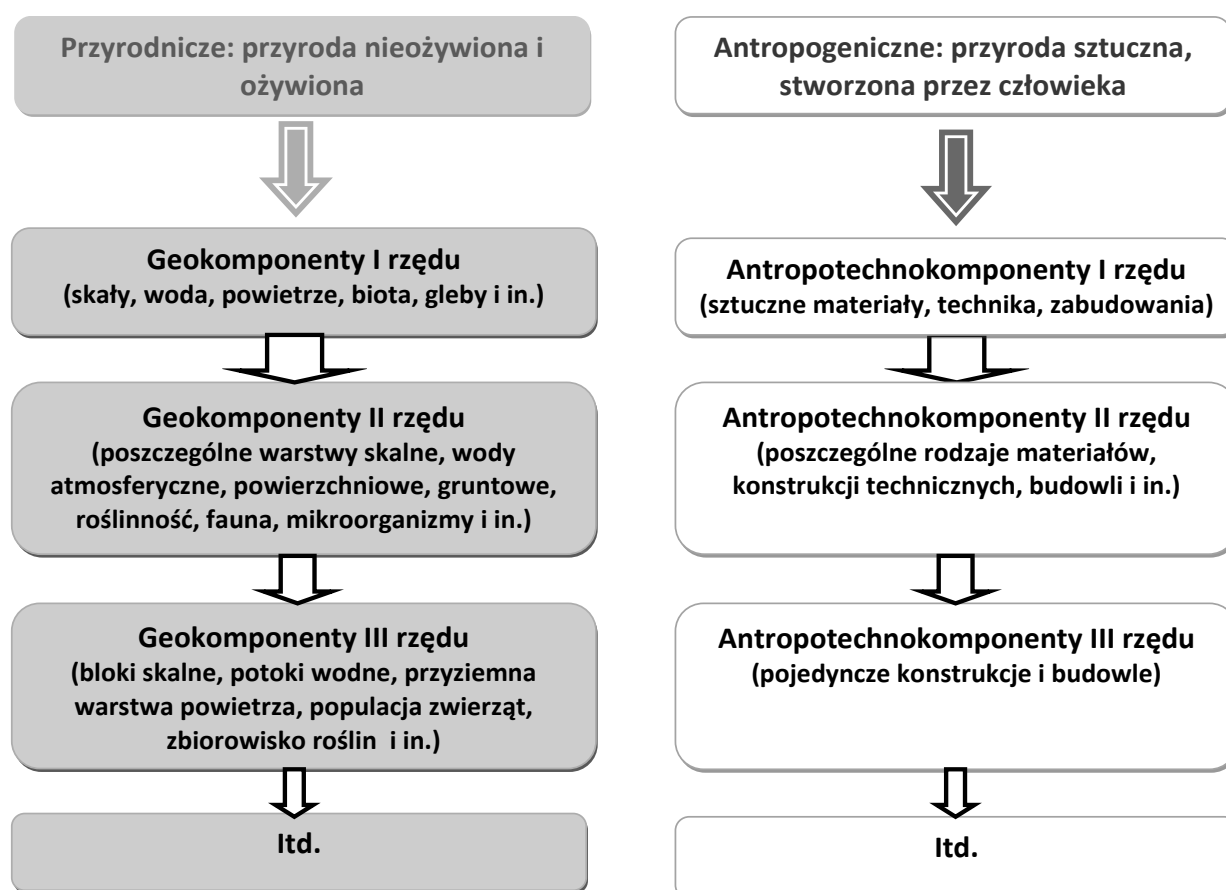 Przyrodnicze: przyroda nieożywiona i
ożywiona
Geokomponenty I rzędu
(skały, woda, powietrze, biota, gleby i in.)
Geokomponenty II rzędu
(poszczególne warstwy skalne, wody
atmosferyczne, powierzchniowe, gruntowe,
roślinność, fauna, mikroorganizmy i in.)
Geokomponenty III rzędu
(bloki skalne, potoki wodne, przyziemna
warstwa powietrza, populacja zwierząt,
zbiorowisko roślin i in.)
Itd.
Antropogeniczne: przyroda sztuczna,
stworzona przez człowieka
Antropotechnokomponenty I rzędu
(sztuczne materiały, technika, zabudowania)
Antropotechnokomponenty II rzędu
(poszczególne rodzaje materiałów,
konstrukcji technicznych, budowli i in.)
Antropotechnokomponenty III rzędu
(pojedyncze konstrukcje i budowle)
Itd.